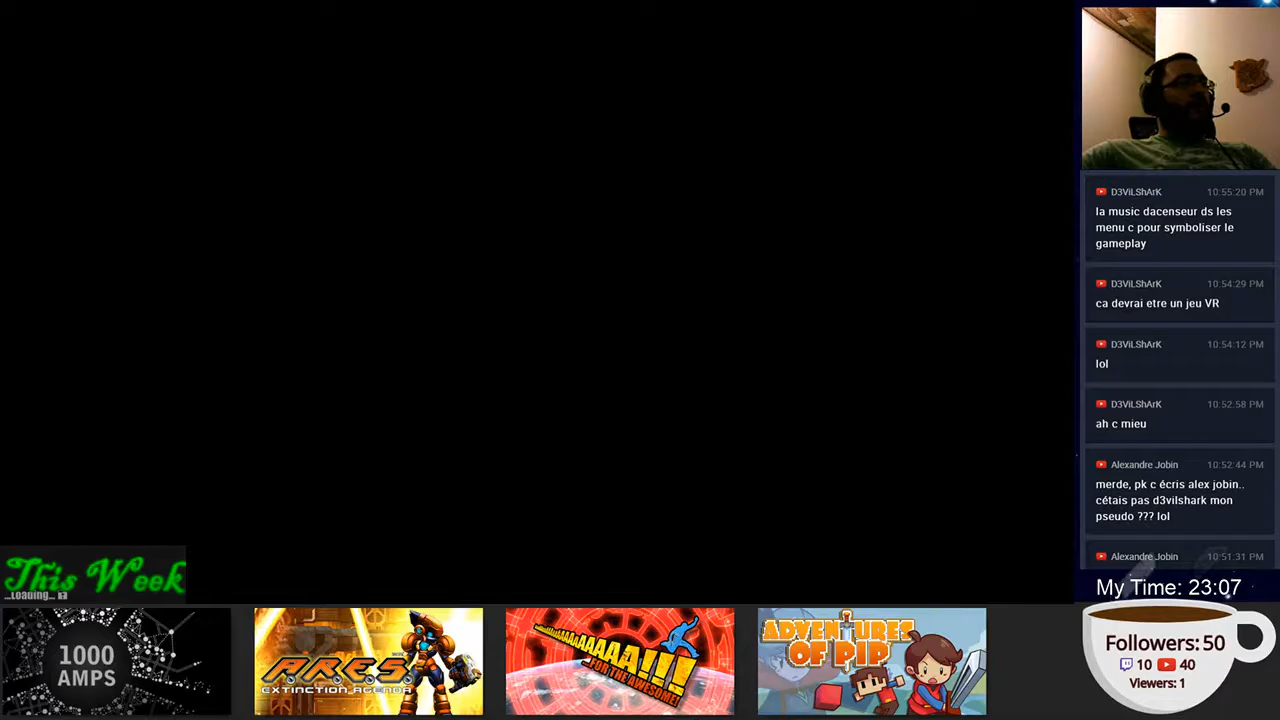 D3ViLShArK 10:55:20 PM
la music dacenseur ds les
menu c pour symboliser le
gameplay
D3ViLShArK 10:54:29 PM
ca devrai etre un jeu VR
D3ViLShArK 10:54:12 PM
lol
D3ViLShArK 10:52:58 PM
ah c mieu
Alexandre Jobin 10:52:44 PM
merde, pk c écris alex jobin..
cétais pas d3vilshark mon
pseudo ??? lol
Alexandre Jobin 10:51:31 PM
My Time: 23:07
Followers: 50
10 40
Viewers: 1
This Week
...Loading...
1000
AMPS
ARES
EXTINCTION AGENDA
...FOR THE AWESOME!
ADVENTURES
OF PIP